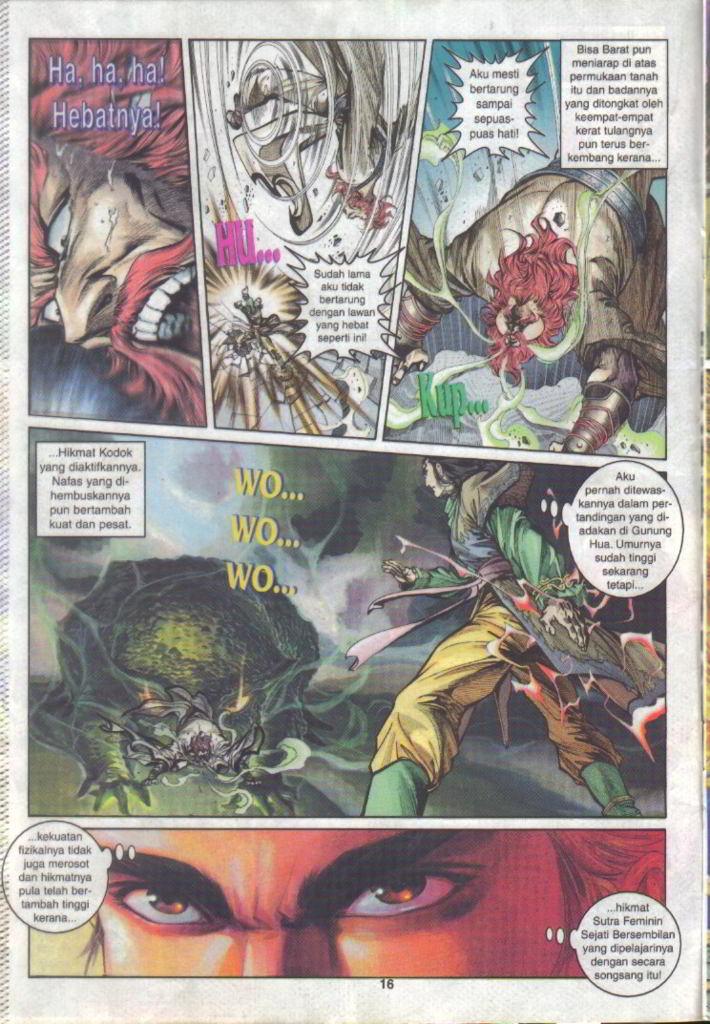 Ha, ha, ha!
Hebatnya!
HU...
Sudah lama
aku tidak
bertarung
dengan lawan
yang hebat
seperti ini!
Aku mesti
bertarung
sampai
sepuas-
puas hati!
Bisa Barat pun
meniarap di atas
permukaan tanah
itu dan badannya
yang ditongkat oleh
keempat-empat
kerat tulangnya
pun terus ber-
kembang kerana...
Kup...
...Hikmat Kodok
yang diaktifkannya.
Nafas yang di-
hembuskannya
pun bertambah
kuat dan pesat.
WO...
WO...
WO...
Aku
pernah ditewas-
kannya dalam per-
tandingan yang di-
adakan di Gunung
Hua. Umurnya
sudah tinggi
sekarang
tetapi...
...kekuatan
fizikalnya tidak
juga merosot
dan hikmatnya
pula telah ber-
tambah tinggi
kerana...
...hikmat
Sutra Feminin
Sejati Bersembilan
yang dipelajarinya
dengan secara
songsang itu!
16